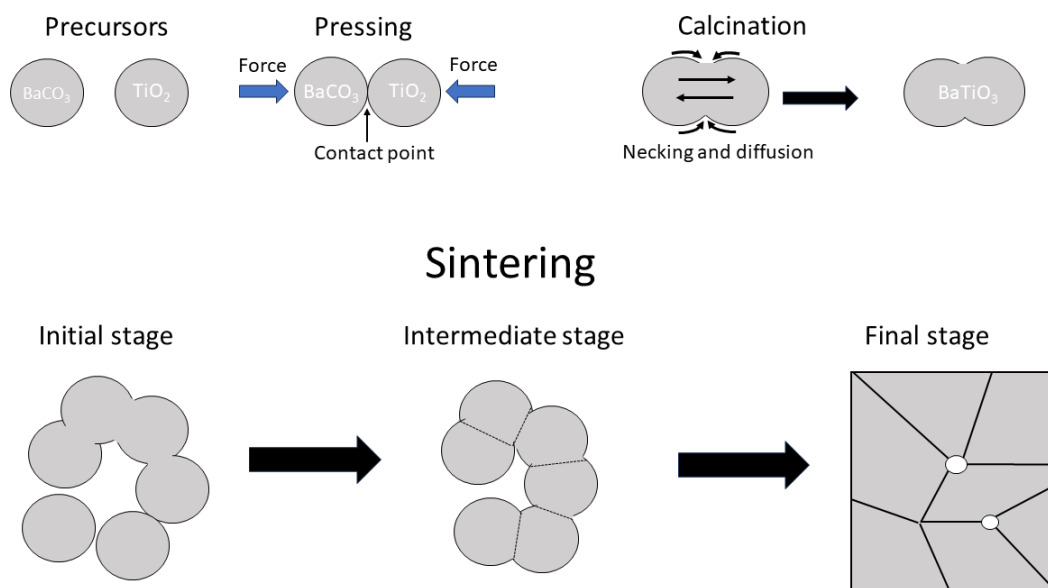 Precursors
Pressing
Calcination
BaCO₃
TiO₂
Force
BaCO₃
TiO₂
Force
BaTiO₃
Contact point
Necking and diffusion
Sintering
Initial stage
Intermediate stage
Final stage